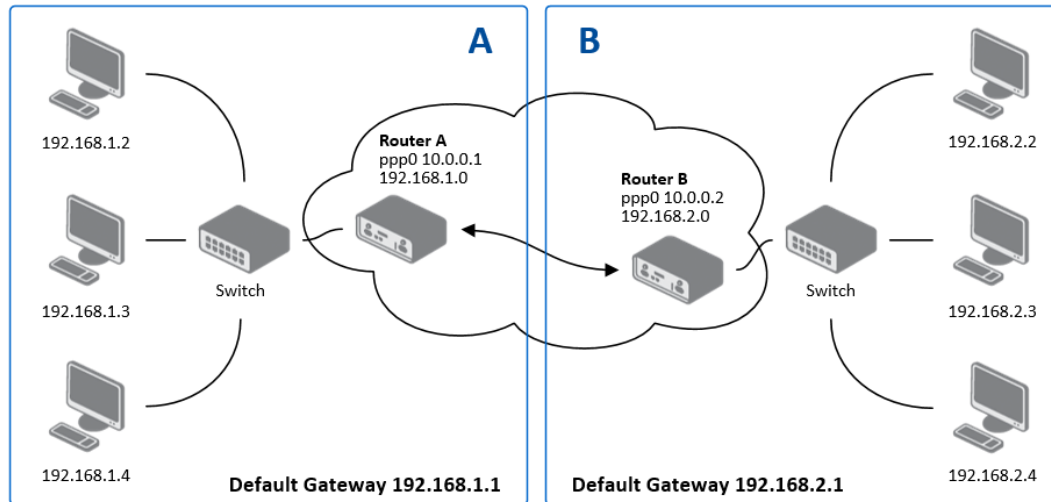 A
B
192.168.1.2
192.168.2.2
Router A
ppp0 10.0.0.1
192.168.1.0
Router B
ppp0 10.0.0.2
192.168.2.0
Switch
Switch
192.168.1.3
192.168.2.3
192.168.1.4
192.168.2.4
Default Gateway 192.168.1.1
Default Gateway 192.168.2.1